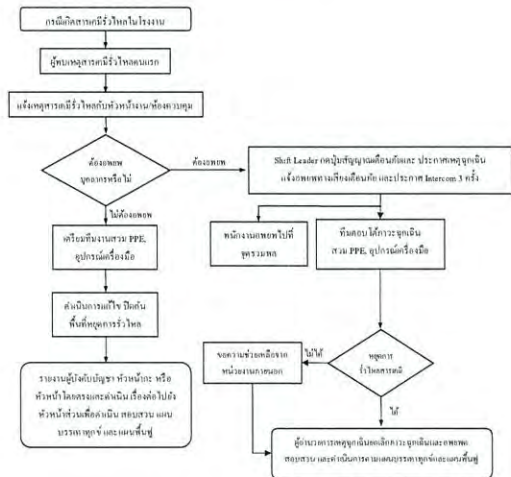 กรณีเกิดสารเคมีรั่วไหลในโรงงาน
ผู้พบเหตุสารเคมีรั่วไหลคนแรก
แจ้งเหตุสารเคมีรั่วไหลกับหัวหน้างาน/ห้องควบคุม
ต้องอพยพ
บุคลากรหรือไม่
ต้องอพยพ
Shift Leader กดปุ่มสัญญาณเตือนภัยและ ประกาศเหตุฉุกเฉิน
แจ้งอพยพทางเสียงเตือนภัย และประกาศ Intercom 3 ครั้ง
ไม่ต้องอพยพ
เตรียมทีมงานสวม PPE,
อุปกรณ์เครื่องมือ
พนักงานอพยพไปที่
จุดรวมพล
ทีมตอบโต้ภาวะฉุกเฉิน
สวม PPE, อุปกรณ์เครื่องมือ
ดำเนินการแก้ไข ปิดกั้น
พื้นที่หยุดการรั่วไหล
ขอความช่วยเหลือจาก
หน่วยงานภายนอก
ไม่ได้
หยุดการ
รั่วไหลสารเคมี
ได้
รายงานผู้บังคับบัญชา หัวหน้ากะ หรือ
หัวหน้าโดยตรงและดำเนิน เรื่องต่อไปยัง
หัวหน้าส่วนเพื่อดำเนิน สอบสวน แผน
บรรเทาทุกข์ และแผนฟื้นฟู
ผู้อำนวยการเหตุฉุกเฉินยกเลิกภาวะฉุกเฉินและอพยพ
สอบสวน และดำเนินการตามแผนบรรเทาทุกข์และแผนฟื้นฟู